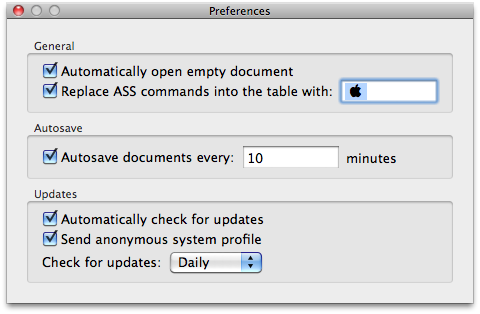 Preferences
General
Automatically open empty document
Replace ASS commands into the table with: 
Autosave
Autosave documents every: 10 minutes
Updates
Automatically check for updates
Send anonymous system profile
Check for updates: Daily